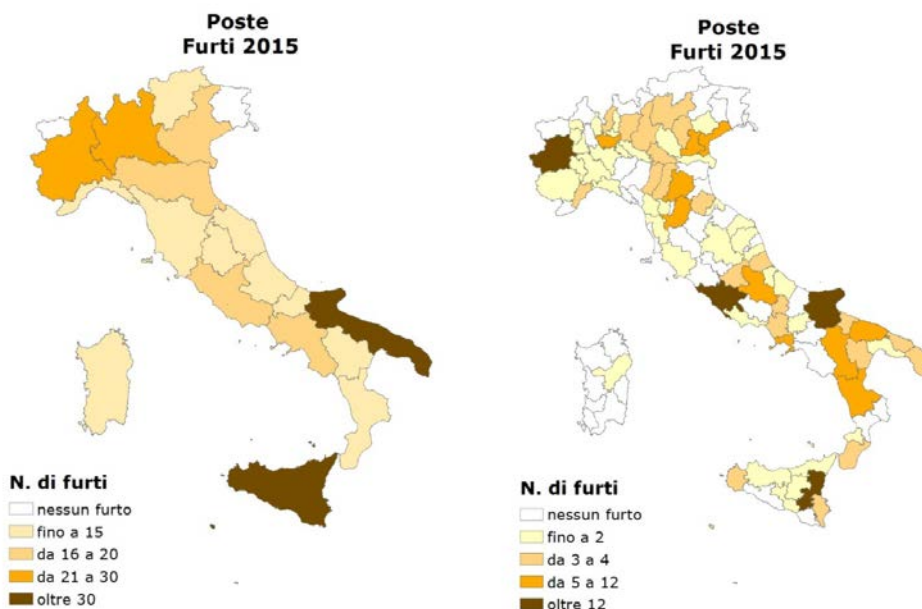 Poste
Furti 2015
N. di furti
nessun furto
fino a 15
da 16 a 20
da 21 a 30
oltre 30
Poste
Furti 2015
N. di furti
nessun furto
fino a 2
da 3 a 4
da 5 a 12
oltre 12